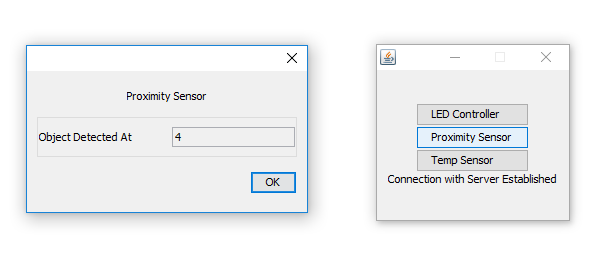 Proximity Sensor
Object Detected At
4
OK
LED Controller
Proximity Sensor
Temp Sensor
Connection with Server Established